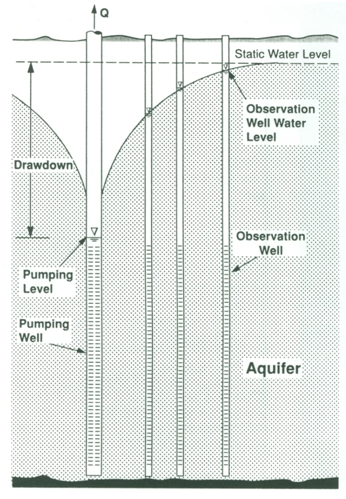 Q
Static Water Level
Observation
Well Water
Level
Drawdown
Observation
Well
Pumping
Level
Pumping
Well
Aquifer